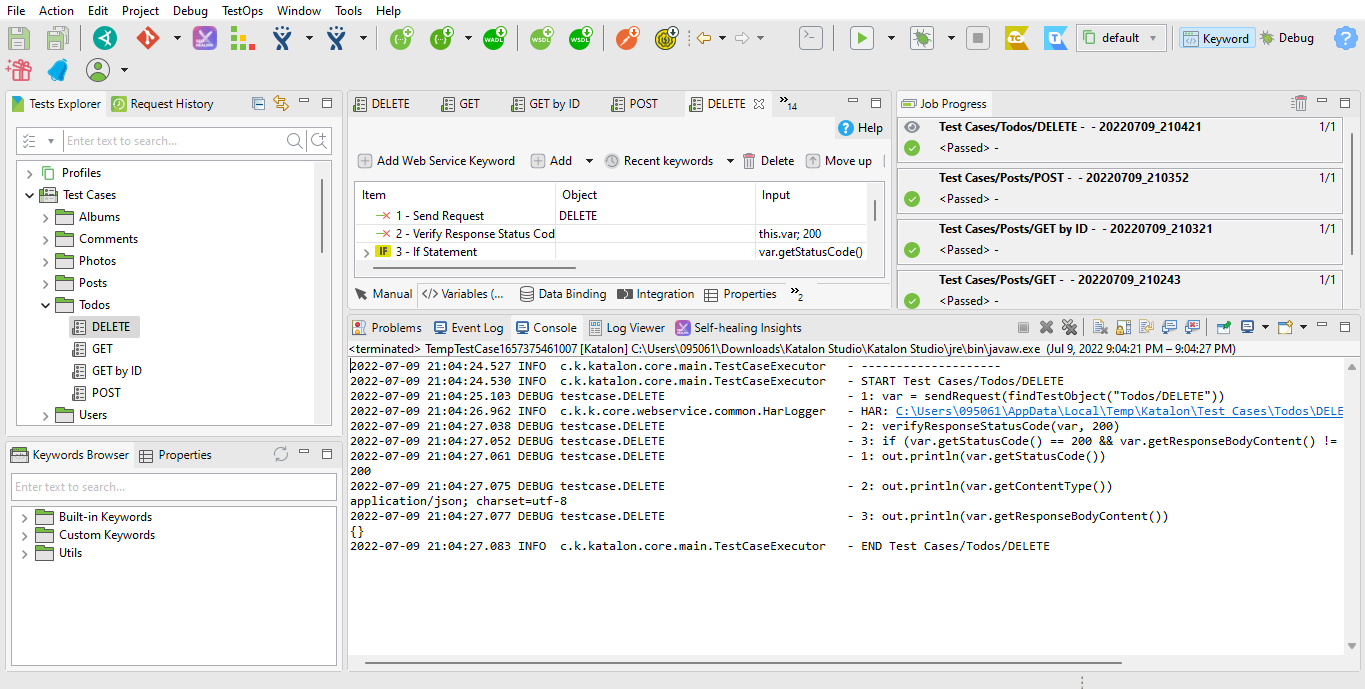 File Action Edit Project Debug TestOps Window Tools Help
SELF HEALING
WADL
WSDL
WSDL
TC
T
default
Keyword
Debug
?
Tests Explorer
Request History
Enter text to search...
Profiles
Test Cases
Albums
Comments
Photos
Posts
Todos
DELETE
GET
GET by ID
POST
Users
Keywords Browser
Properties
Enter text to search...
Built-in Keywords
Custom Keywords
Utils
DELETE GET GET by ID POST DELETE »14
? Help
Add Web Service Keyword Add Recent keywords Delete Move up
Item Object Input
1 - Send Request DELETE
2 - Verify Response Status Cod this.var; 200
IF 3 - If Statement var.getStatusCode()
Manual </> Variables (... Data Binding Integration Properties »2
Job Progress
Test Cases/Todos/DELETE - - 20220709_210421 1/1
<Passed> -
Test Cases/Posts/POST - - 20220709_210352 1/1
<Passed> -
Test Cases/Posts/GET by ID - - 20220709_210321 1/1
<Passed> -
Test Cases/Posts/GET - - 20220709_210243 1/1
<Passed> -
Problems Event Log Console Log Viewer Self-healing Insights
<terminated> TempTestCase1657375461007 [Katalon] C:\Users\095061\Downloads\Katalon Studio\Katalon Studio\jre\bin\javaw.exe (Jul 9, 2022 9:04:21 PM – 9:04:27 PM)
2022-07-09 21:04:24.527 INFO c.k.katalon.core.main.TestCaseExecutor - --------------------
2022-07-09 21:04:24.530 INFO c.k.katalon.core.main.TestCaseExecutor - START Test Cases/Todos/DELETE
2022-07-09 21:04:25.103 DEBUG testcase.DELETE - 1: var = sendRequest(findTestObject("Todos/DELETE"))
2022-07-09 21:04:26.962 INFO c.k.k.core.webservice.common.HarLogger - HAR: C:\Users\095061\AppData\Local\Temp\Katalon\Test Cases\Todos\DELE
2022-07-09 21:04:27.038 DEBUG testcase.DELETE - 2: verifyResponseStatusCode(var, 200)
2022-07-09 21:04:27.052 DEBUG testcase.DELETE - 3: if (var.getStatusCode() == 200 && var.getResponseBodyContent() !=
2022-07-09 21:04:27.061 DEBUG testcase.DELETE - 1: out.println(var.getStatusCode())
200
2022-07-09 21:04:27.075 DEBUG testcase.DELETE - 2: out.println(var.getContentType())
application/json; charset=utf-8
2022-07-09 21:04:27.077 DEBUG testcase.DELETE - 3: out.println(var.getResponseBodyContent())
{}
2022-07-09 21:04:27.083 INFO c.k.katalon.core.main.TestCaseExecutor - END Test Cases/Todos/DELETE